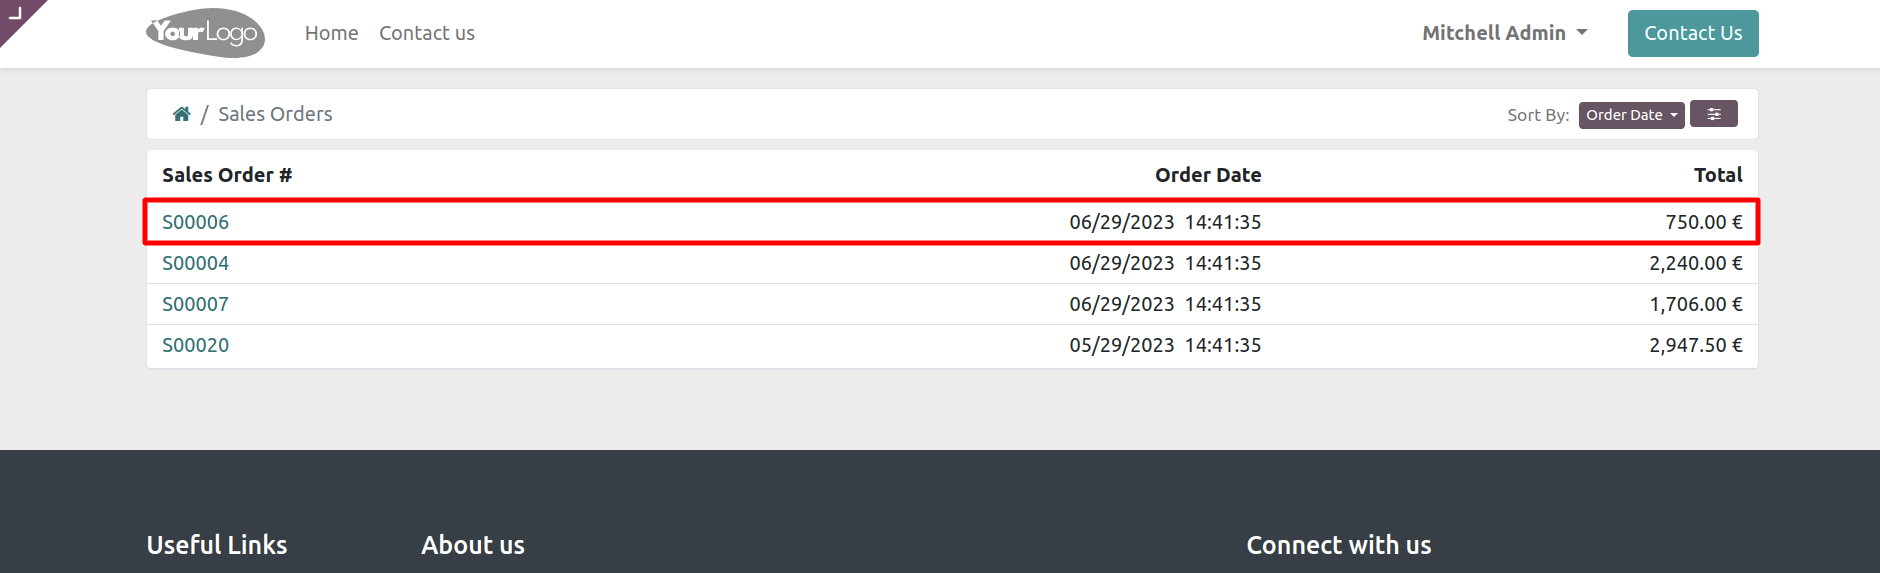 YourLogo Home Contact us Mitchell Admin Contact Us
/ Sales Orders Sort By: Order Date
Sales Order # Order Date Total
S00006 06/29/2023 14:41:35 750.00 €
S00004 06/29/2023 14:41:35 2,240.00 €
S00007 06/29/2023 14:41:35 1,706.00 €
S00020 05/29/2023 14:41:35 2,947.50 €
Useful Links About us Connect with us